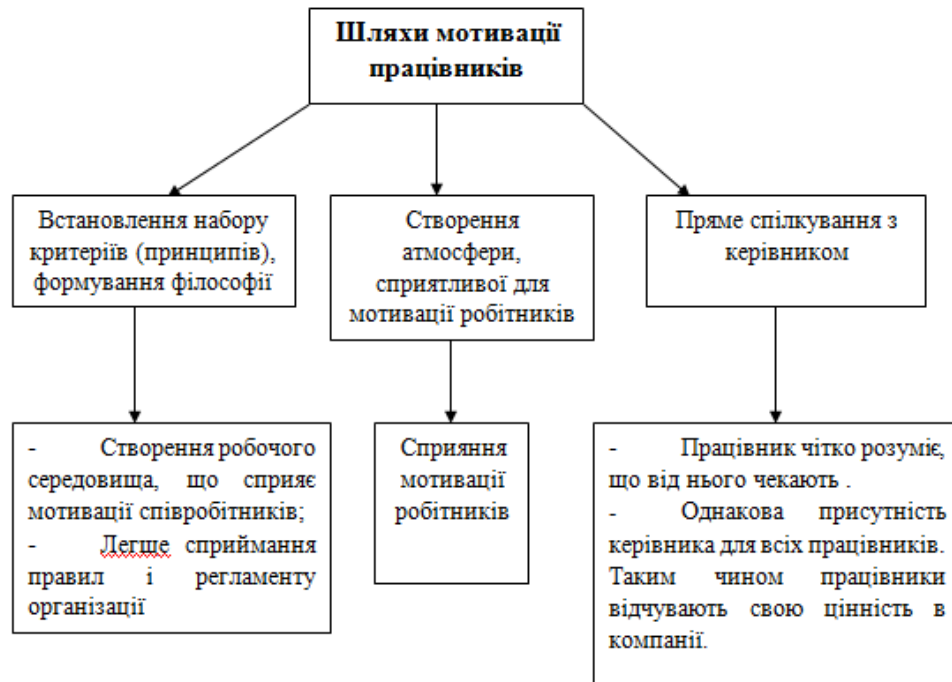 Шляхи мотивації
працівників
Встановлення набору
критеріїв (принципів),
формування філософії
Створення
атмосфери,
сприятливої для
мотивації робітників
Пряме спілкування з
керівником
- Створення робочого
середовища, що сприяє
мотивації співробітників;
- Легше сприймання
правил і регламенту
організації
Сприяння
мотивації
робітників
- Працівник чітко розуміє,
що від нього чекають .
- Однакова присутність
керівника для всіх працівників.
Таким чином працівники
відчувають свою цінність в
компанії.